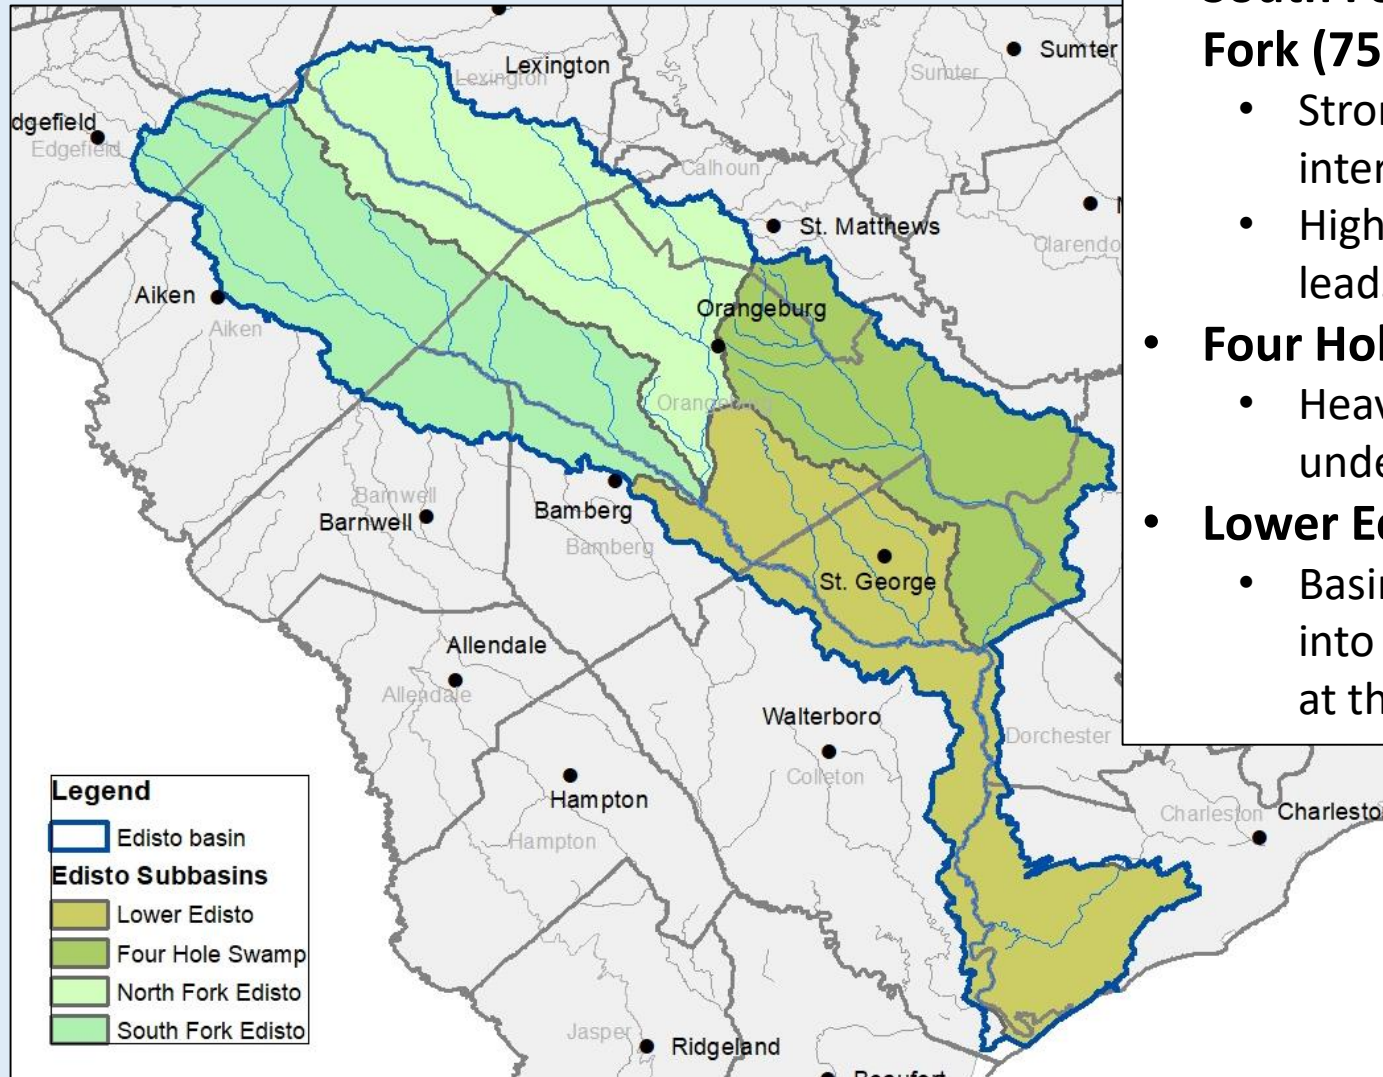 Lexington
Lexington
Sumter
Sumter
dgefield
Edgefield
Calhoun
St. Matthews
Clarendo
Aiken
Aiken
Orangeburg
Orangeburg
Barnwell
Barnwell
Bamberg
Bamberg
St. George
Allendale
Allendale
Walterboro
Colleton
Dorchester
Hampton
Hampton
Charleston
Charlesto
Jasper
Ridgeland
Beaufort
Legend
Edisto basin
Edisto Subbasins
Lower Edisto
Four Hole Swamp
North Fork Edisto
South Fork Edisto
Fork (75
• Stron
inter
• High
lead
• Four Hol
• Heav
unde
• Lower Ed
• Basin
into
at th